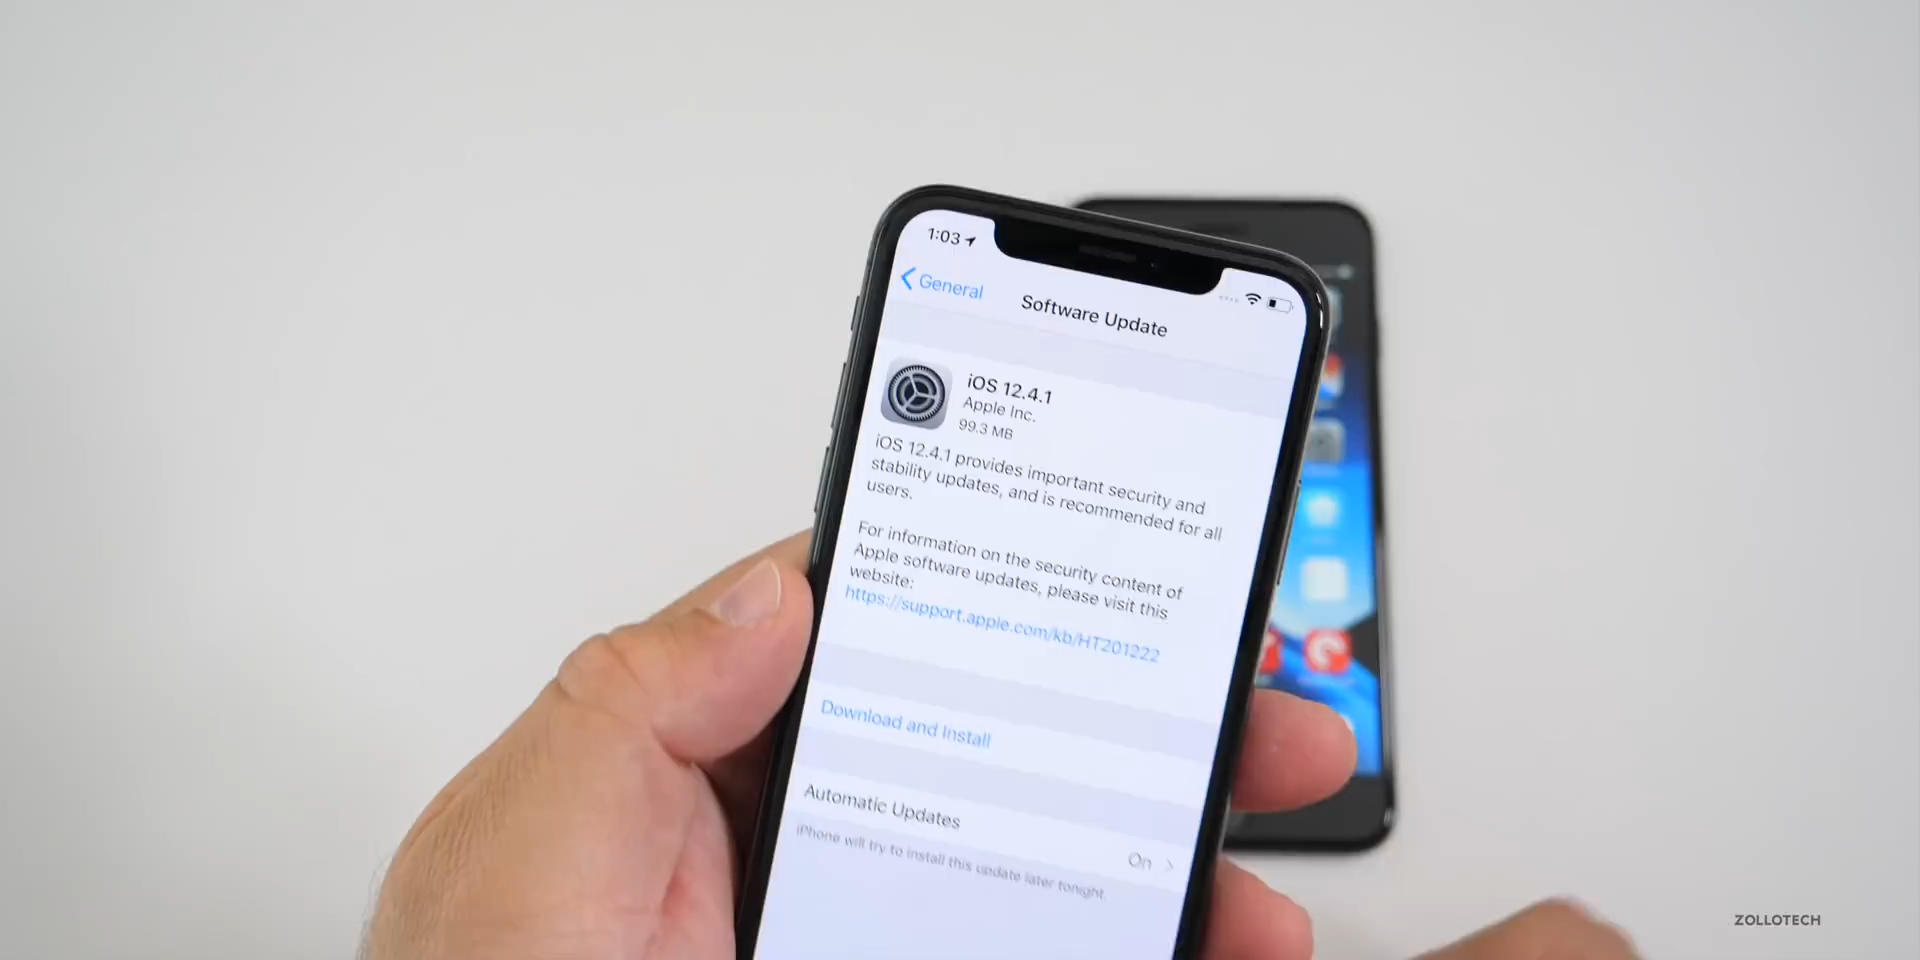 1:03
General
Software Update
iOS 12.4.1
Apple Inc.
99.3 MB
iOS 12.4.1 provides important security and
stability updates, and is recommended for all
users.
For information on the security content of
Apple software updates, please visit this
website:
https://support.apple.com/kb/HT201222
Download and Install
Automatic Updates
On
iPhone will try to install this update later tonight.
ZOLLOTECH